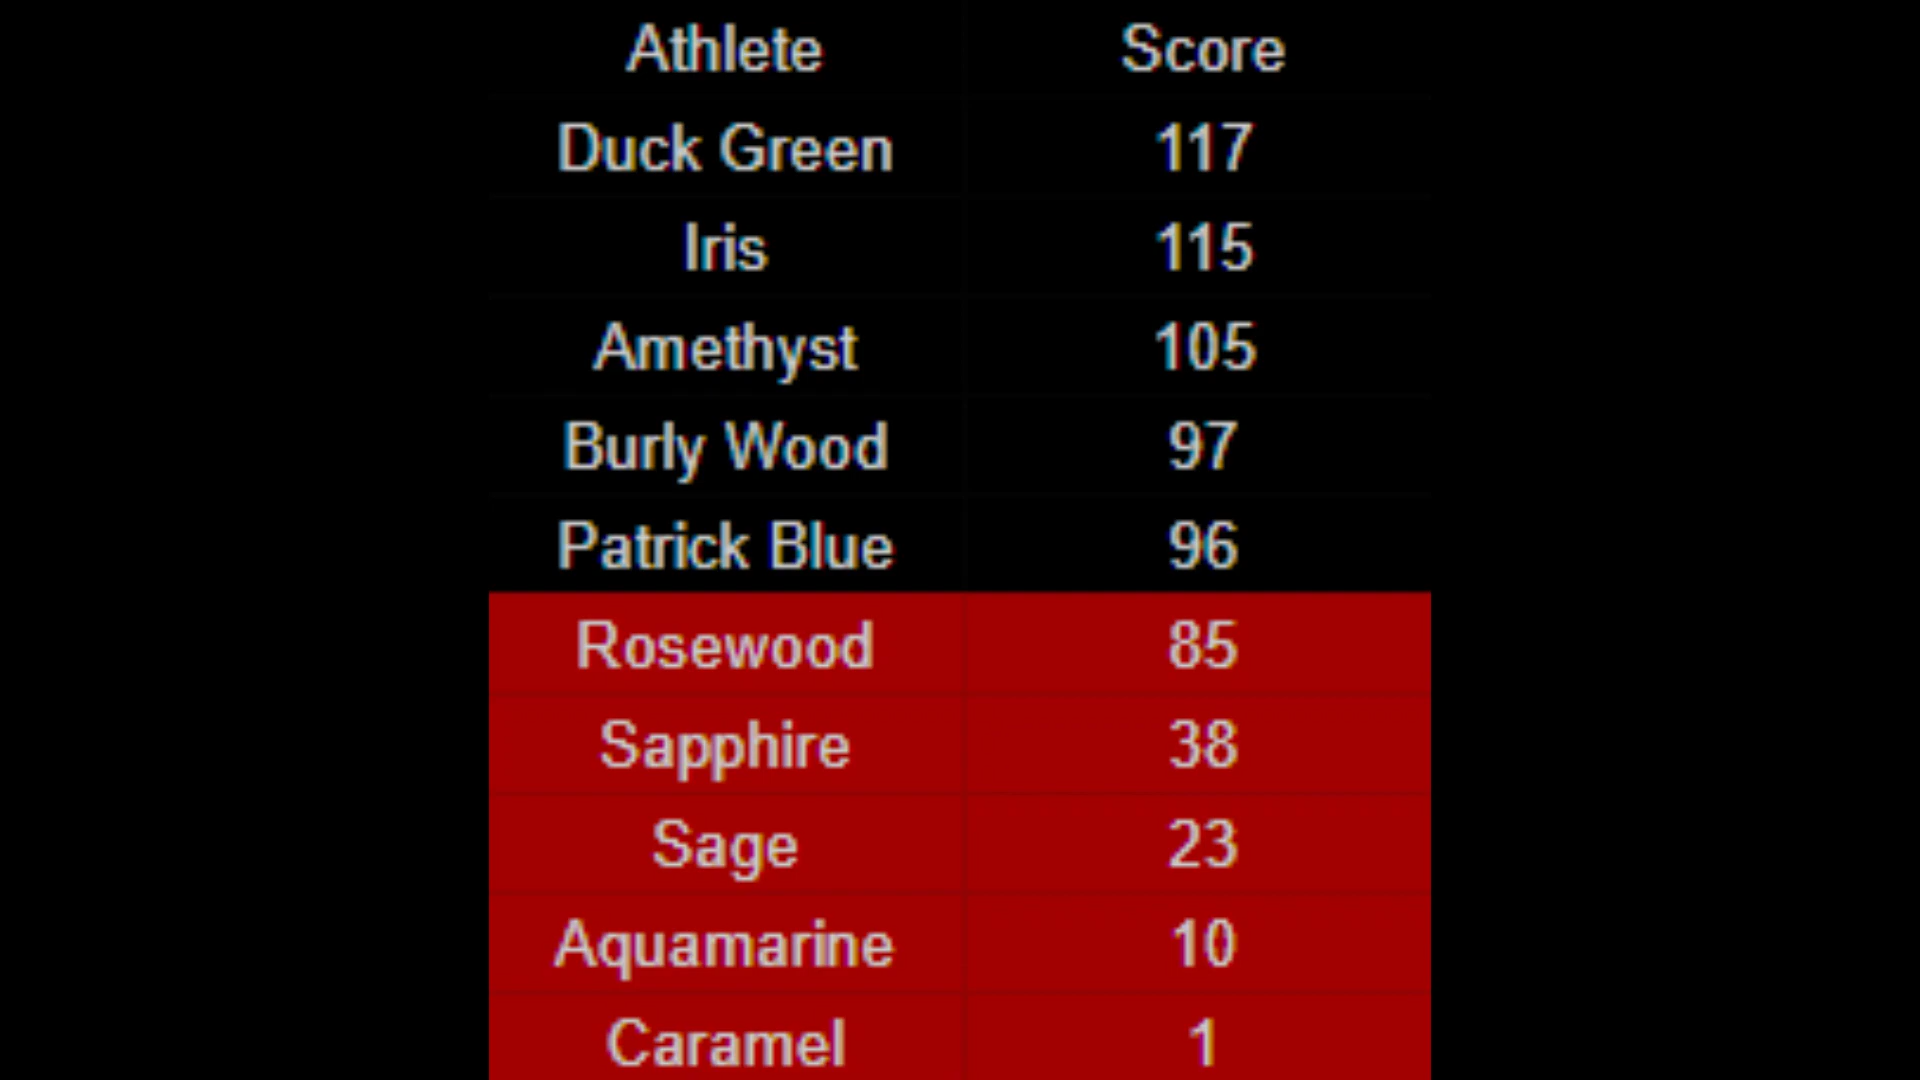 Athlete Score
Duck Green 117
Iris 115
Amethyst 105
Burly Wood 97
Patrick Blue 96
Rosewood 85
Sapphire 38
Sage 23
Aquamarine 10
Caramel 1